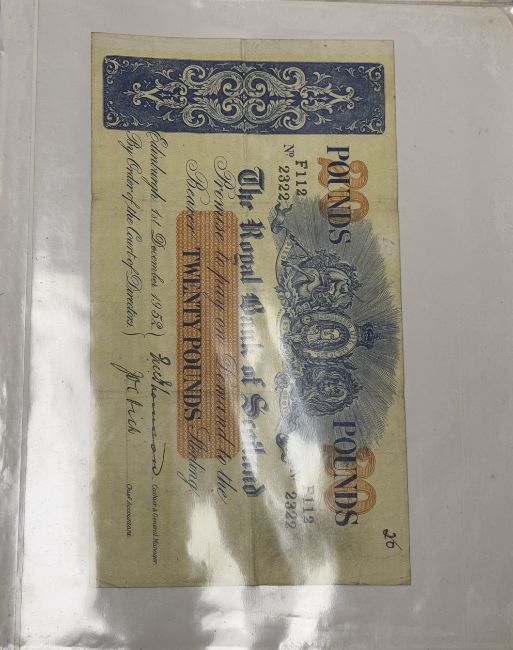 20 POUNDS
20 POUNDS
F112
Nº 2322
F112
Nº 2322
The Royal Bank of Scotland
Promise to pay on Demand to the
Bearer TWENTY POUNDS Sterling
Edinburgh 1st December 1952
By Order of the Court of Directors
Cashier & General Manager.
Chief Accountant.
20